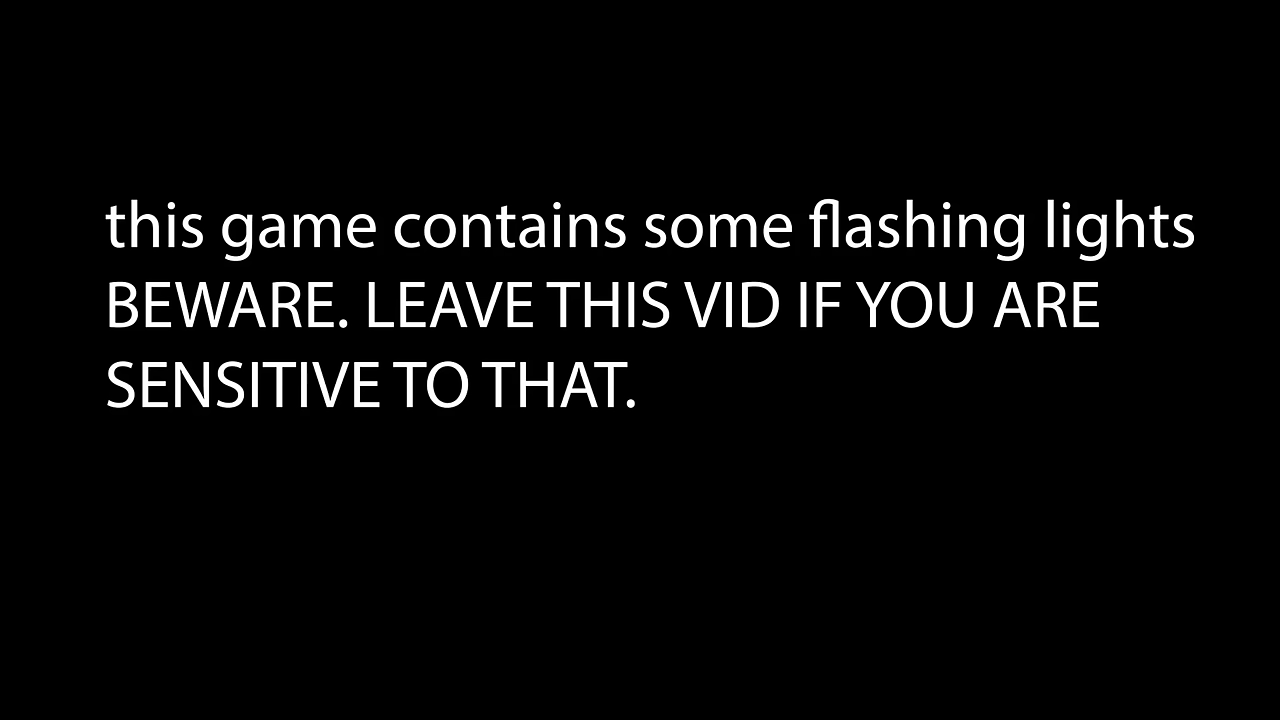 this game contains some flashing lights
BEWARE. LEAVE THIS VID IF YOU ARE
SENSITIVE TO THAT.